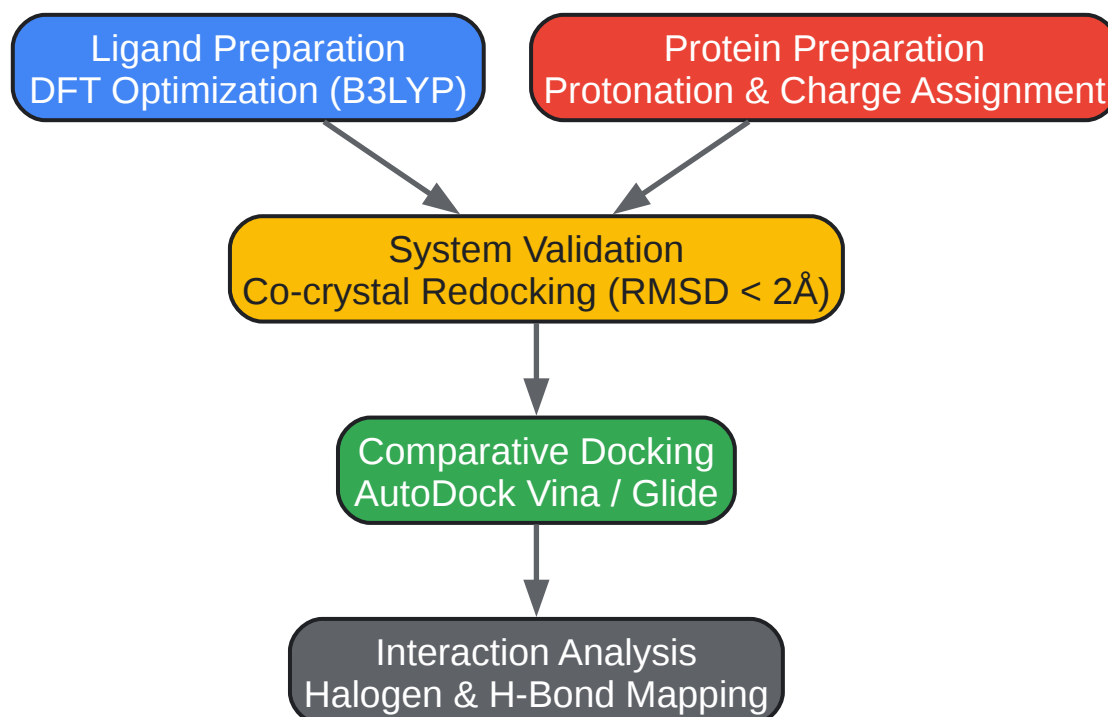 Ligand Preparation
DFT Optimization (B3LYP)
Protein Preparation
Protonation & Charge Assignment
System Validation
Co-crystal Redocking (RMSD < 2Å)
Comparative Docking
AutoDock Vina / Glide
Interaction Analysis
Halogen & H-Bond Mapping